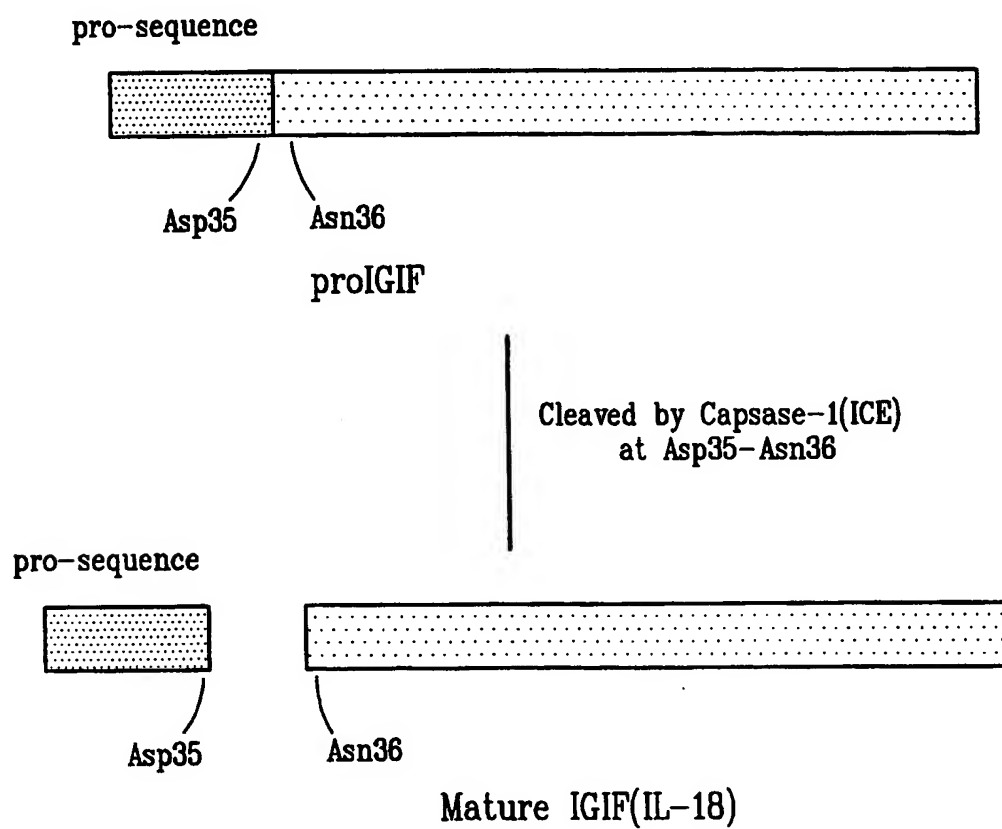 pro-sequence
Asp35
Asn36
proIGIF
Cleaved by Capsase-1(ICE)
at Asp35-Asn36
pro-sequence
Asp35
Asn36
Mature IGIF(IL-18)